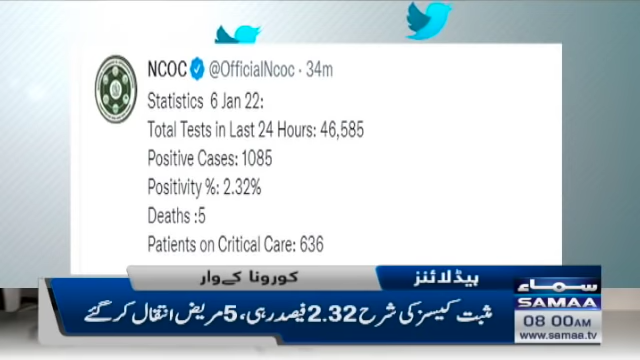 NCOC @OfficialNcoc · 34m
Statistics 6 Jan 22:
Total Tests in Last 24 Hours: 46,585
Positive Cases: 1085
Positivity %: 2.32%
Deaths :5
Patients on Critical Care: 636
ہیڈلائنز
کورونا کے وار
مثبت کیسز کی شرح 2.32 فیصد رہی، 5 مریض انتقال کر گئے
سماء
SAMAA
08:00AM
www.samaa.tv